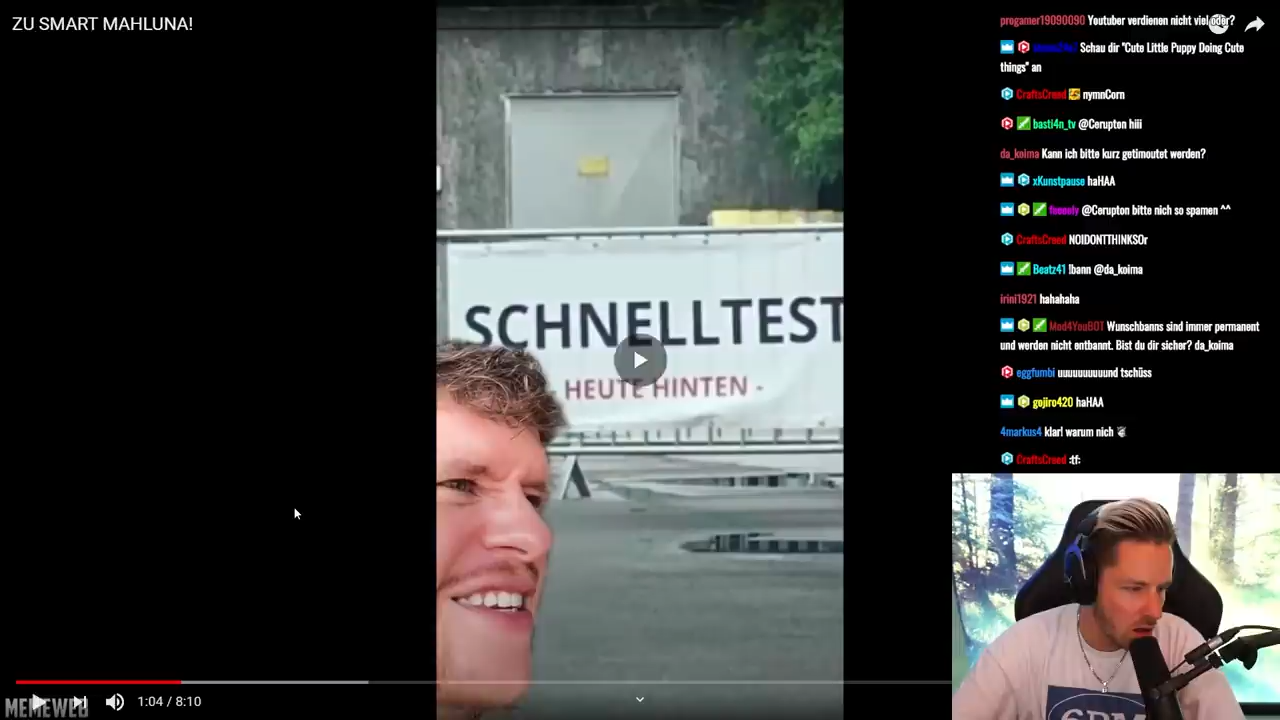 ZU SMART MAHLUNA!
SCHNELLTEST
- HEUTE HINTEN -
1:04 / 8:10
MEMEWEB
progamer19090090 Youtuber verdienen nicht viel oder?
Schau dir "Cute Little Puppy Doing Cute
things" an
CraftsCreed nymnCorn
basti4n_tv @Cerupton hiii
da_koima Kann ich bitte kurz getimoutet werden?
xKunstpause haHAA
@Cerupton bitte nich so spamen ^^
CraftsCreed NOIDONTTHINKSOr
Beatz41 !bann @da_koima
irini1921 hahahaha
Mod4YouBOT Wunschbanns sind immer permanent
und werden nicht entbannt. Bist du dir sicher? da_koima
eggfumbi uuuuuuuuuund tschüss
gojiro420 haHAA
4markus4 klar! warum nich
CraftsCreed :tf:
6PM